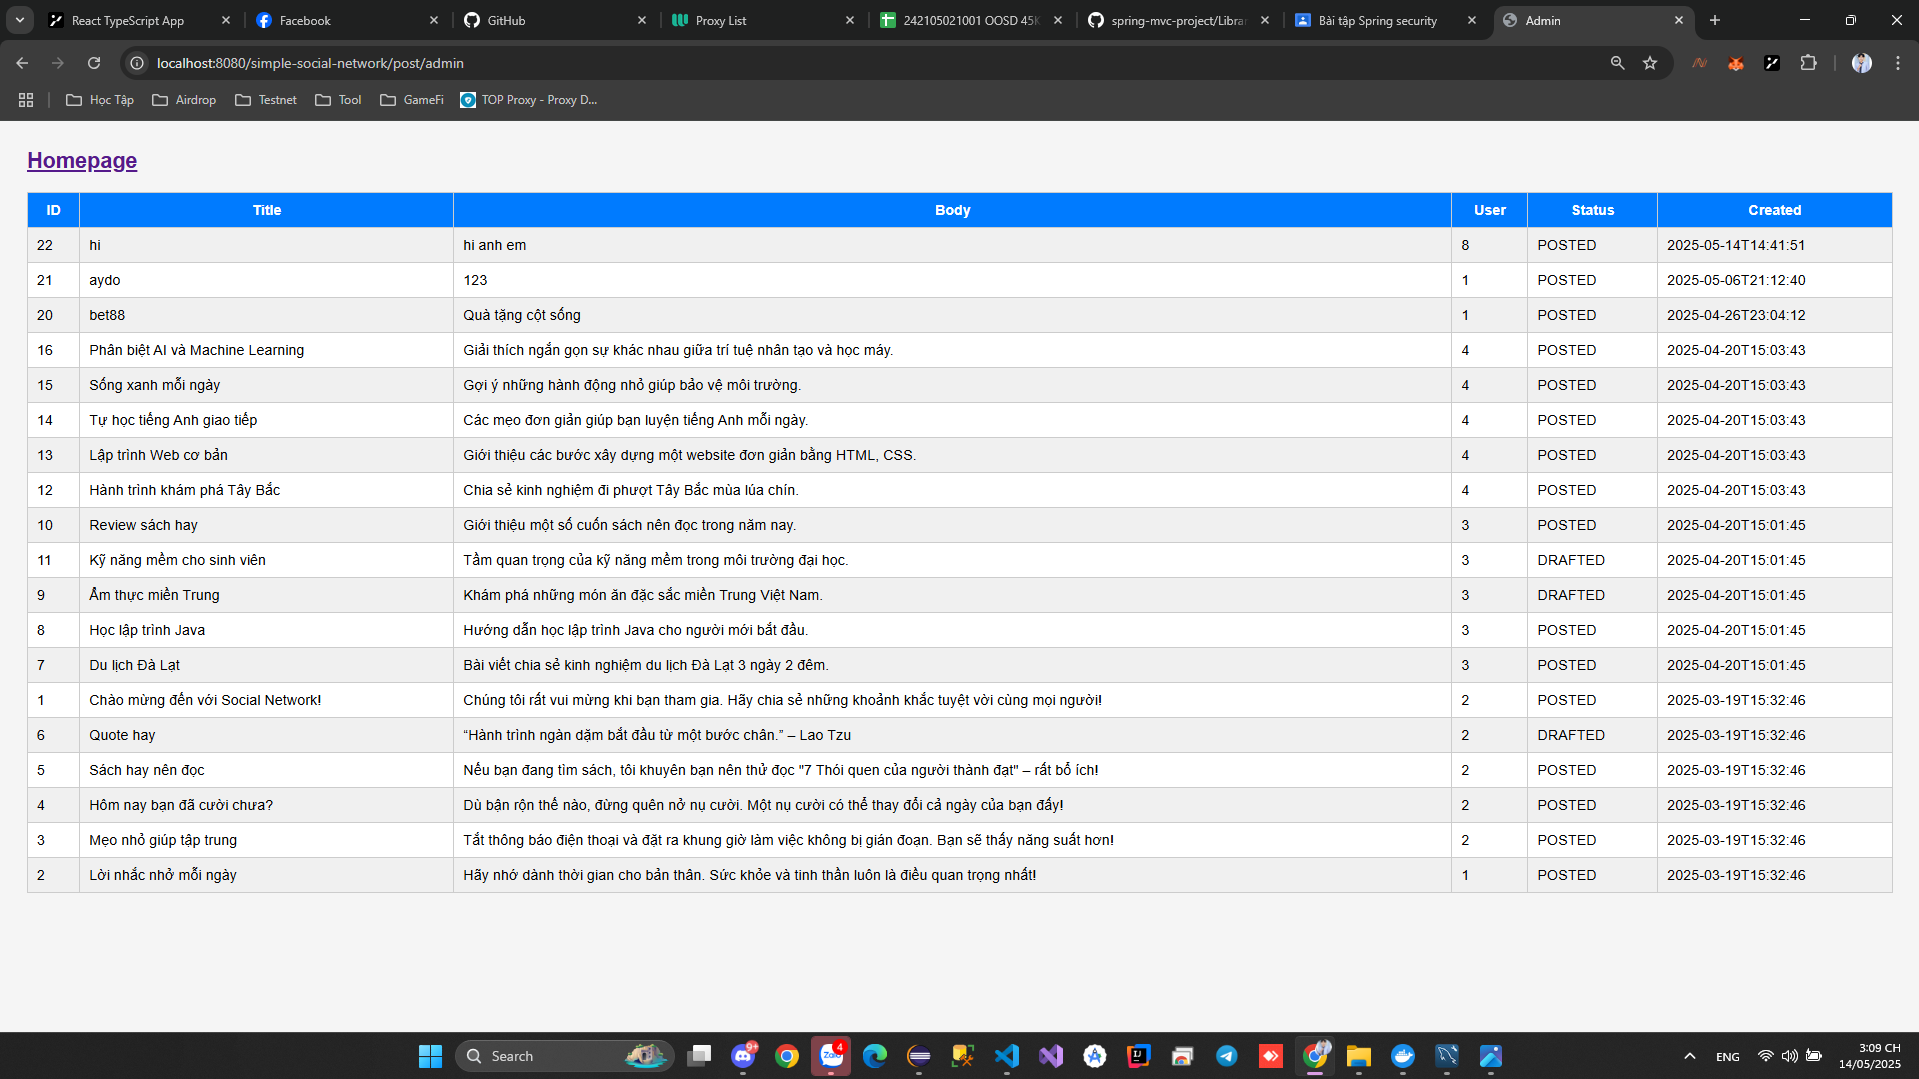 React TypeScript App
Facebook
GitHub
Proxy List
242105021001 OOSD 45K
spring-mvc-project/Librar
Bài tập Spring security
Admin
localhost:8080/simple-social-network/post/admin
Học Tập
Airdrop
Testnet
Tool
GameFi
TOP Proxy - Proxy D...
Homepage
ID Title Body User Status Created
22 hi hi anh em 8 POSTED 2025-05-14T14:41:51
21 aydo 123 1 POSTED 2025-05-06T21:12:40
20 bet88 Quà tặng cột sống 1 POSTED 2025-04-26T23:04:12
16 Phân biệt AI và Machine Learning Giải thích ngắn gọn sự khác nhau giữa trí tuệ nhân tạo và học máy. 4 POSTED 2025-04-20T15:03:43
15 Sống xanh mỗi ngày Gợi ý những hành động nhỏ giúp bảo vệ môi trường. 4 POSTED 2025-04-20T15:03:43
14 Tự học tiếng Anh giao tiếp Các mẹo đơn giản giúp bạn luyện tiếng Anh mỗi ngày. 4 POSTED 2025-04-20T15:03:43
13 Lập trình Web cơ bản Giới thiệu các bước xây dựng một website đơn giản bằng HTML, CSS. 4 POSTED 2025-04-20T15:03:43
12 Hành trình khám phá Tây Bắc Chia sẻ kinh nghiệm đi phượt Tây Bắc mùa lúa chín. 4 POSTED 2025-04-20T15:03:43
10 Review sách hay Giới thiệu một số cuốn sách nên đọc trong năm nay. 3 POSTED 2025-04-20T15:01:45
11 Kỹ năng mềm cho sinh viên Tầm quan trọng của kỹ năng mềm trong môi trường đại học. 3 DRAFTED 2025-04-20T15:01:45
9 Ẩm thực miền Trung Khám phá những món ăn đặc sắc miền Trung Việt Nam. 3 DRAFTED 2025-04-20T15:01:45
8 Học lập trình Java Hướng dẫn học lập trình Java cho người mới bắt đầu. 3 POSTED 2025-04-20T15:01:45
7 Du lịch Đà Lạt Bài viết chia sẻ kinh nghiệm du lịch Đà Lạt 3 ngày 2 đêm. 3 POSTED 2025-04-20T15:01:45
1 Chào mừng đến với Social Network! Chúng tôi rất vui mừng khi bạn tham gia. Hãy chia sẻ những khoảnh khắc tuyệt vời cùng mọi người! 2 POSTED 2025-03-19T15:32:46
6 Quote hay “Hành trình ngàn dặm bắt đầu từ một bước chân.” – Lao Tzu 2 DRAFTED 2025-03-19T15:32:46
5 Sách hay nên đọc Nếu bạn đang tìm sách, tôi khuyên bạn nên thử đọc "7 Thói quen của người thành đạt" – rất bổ ích! 2 POSTED 2025-03-19T15:32:46
4 Hôm nay bạn đã cười chưa? Dù bận rộn thế nào, đừng quên nở nụ cười. Một nụ cười có thể thay đổi cả ngày của bạn đấy! 2 POSTED 2025-03-19T15:32:46
3 Mẹo nhỏ giúp tập trung Tắt thông báo điện thoại và đặt ra khung giờ làm việc không bị gián đoạn. Bạn sẽ thấy năng suất hơn! 2 POSTED 2025-03-19T15:32:46
2 Lời nhắc nhở mỗi ngày Hãy nhớ dành thời gian cho bản thân. Sức khỏe và tinh thần luôn là điều quan trọng nhất! 1 POSTED 2025-03-19T15:32:46
Search
9+
Zalo
4
ENG
3:09 CH
14/05/2025